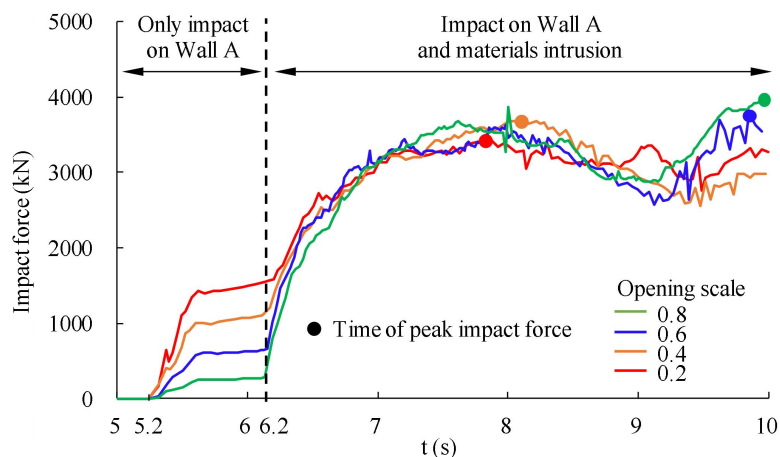 5000
4000
3000
2000
1000
0
Impact force (kN)
Only impact
on Wall A
Impact on Wall A
and materials intrusion
Time of peak impact force
Opening scale
0.8
0.6
0.4
0.2
5 5.2 6 6.2 7 8 9 10
t (s)